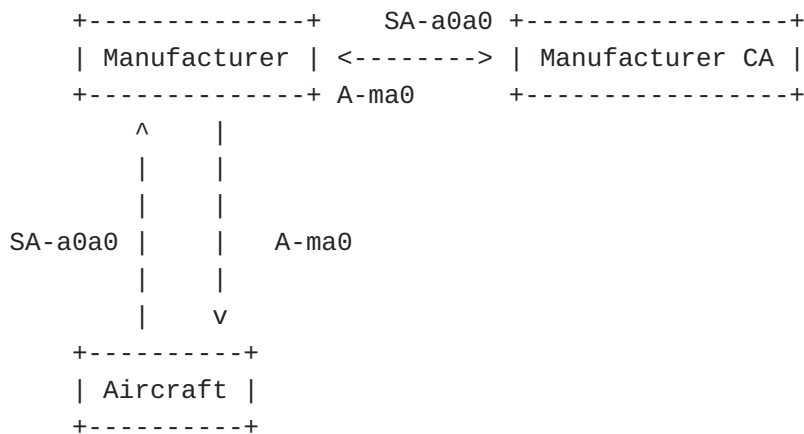 +--------------+    SA-a0a0 +-----------------+
| Manufacturer | <--------> | Manufacturer CA |
+--------------+ A-ma0      +-----------------+
    ^    |
    |    |
    |    |
SA-a0a0 |    |   A-ma0
    |    |
    |    v
+----------+
| Aircraft |
+----------+